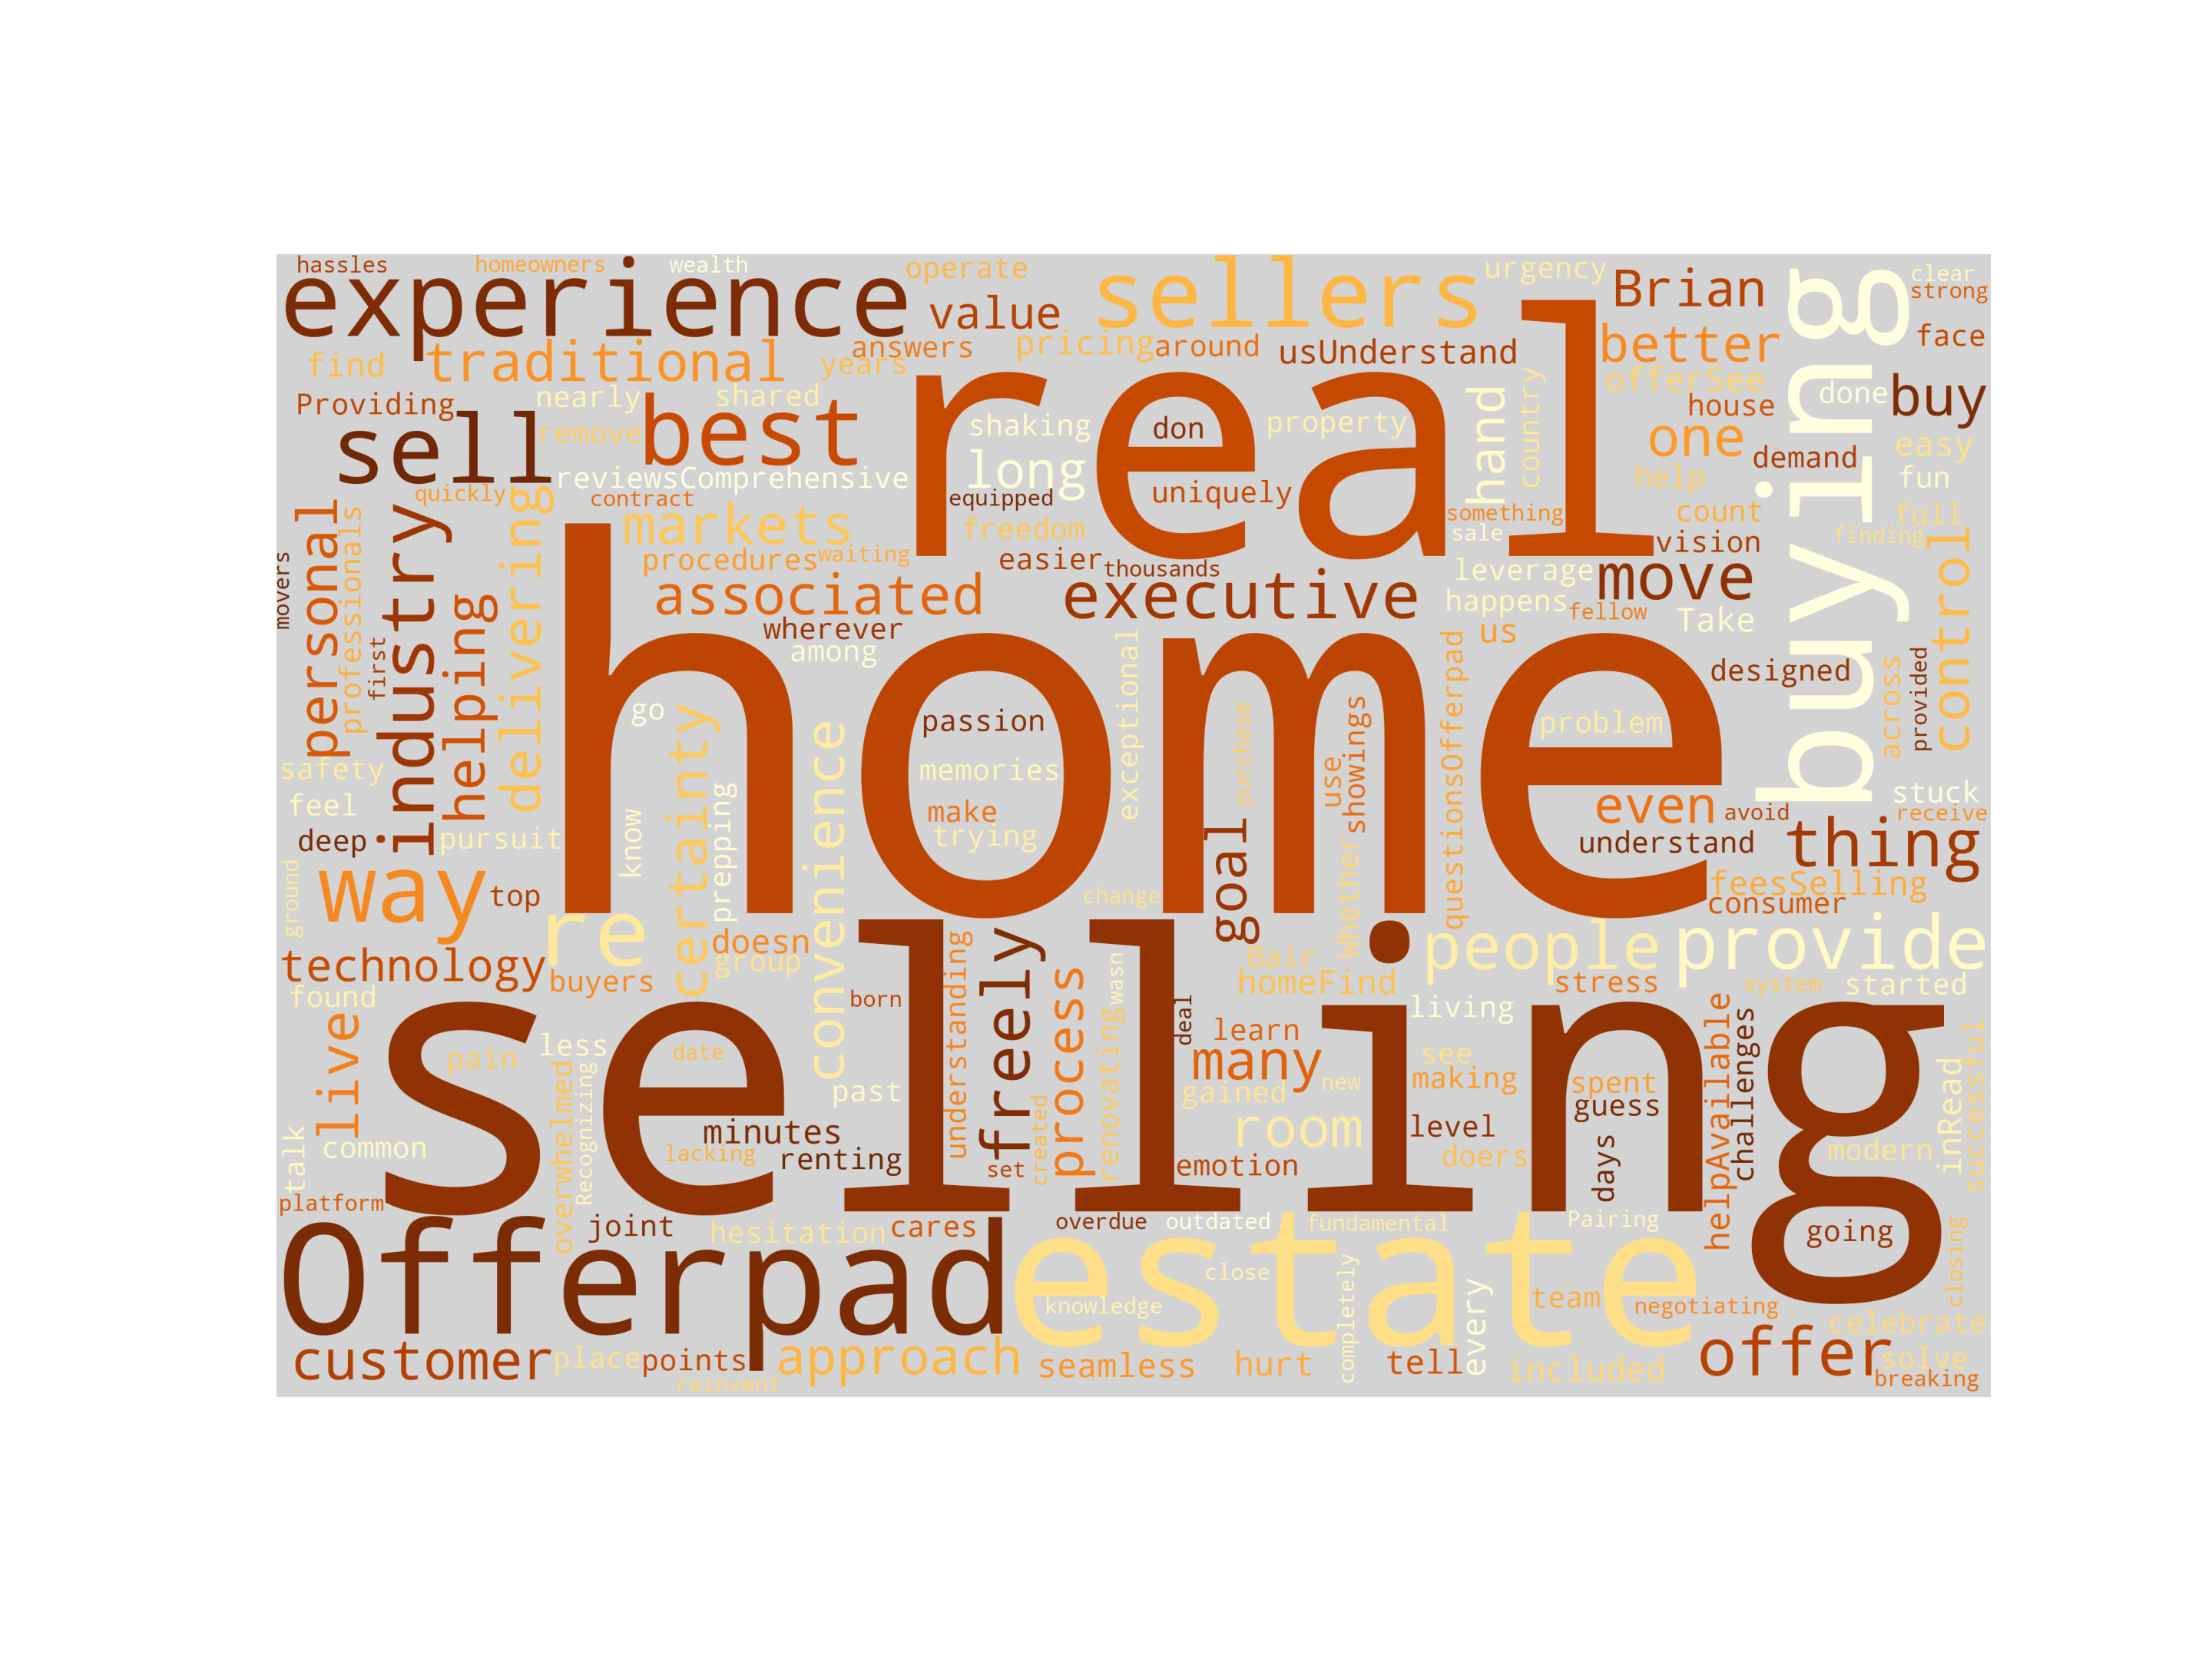 hassles
homeowners
wealth
operate
urgency
clear
experience
value
sellers
Brian
strong
find
traditional
answers
years
pricing
around
usUnderstand
better
face
buying
Providing
nearly
shared
real
offerSee
done
buy
sell
remove
best
shaking
don
property
hand
country
house
one
easy
reviewsComprehensive
long
demand
help
fun
quickly
contract
equipped
uniquely
personal
professionals
industry
delivering
markets
freedom
something
count
full
sale
vision
finding
control
movers
procedures
waiting
easier
thousands
leverage
move
helping
associated
executive
happens
fellow
Take
wherever
us
first
among
exceptional
questionsOfferpad
designed
across
provided
home
go
certainty
passion
purchase
showings
use
problem
safety
convenience
memories
stuck
feel
prepping
make
even
avoid
receive
deep
pursuit
know
trying
goal
Whether
understand
thing
ground
way
top
change
feesSelling
consumer
re
doesn
group
freely
understanding
Bair
people
provide
technology
buyers
process
wasn
homeFind
stress
system
started
found
born
deal
living
helpAvailable
challenges
live
selling
less
pain
date
renovating
learn
many
see
successful
overwhelmed
Recognizing
past
created
gained
new
making
spent
inRead
guess
talk
common
minutes
room
level
days
modern
lacking
renting
set
emotion
doers
platform
joint
hesitation
cares
overdue
outdated
fundamental
Pairing
going
closing
Offerpad
estate
close
completely
every
knowledge
team
negotiating
celebrate
customer
place
points
approach
seamless
hurt
tell
included
offer
solve
reinvent
breaking